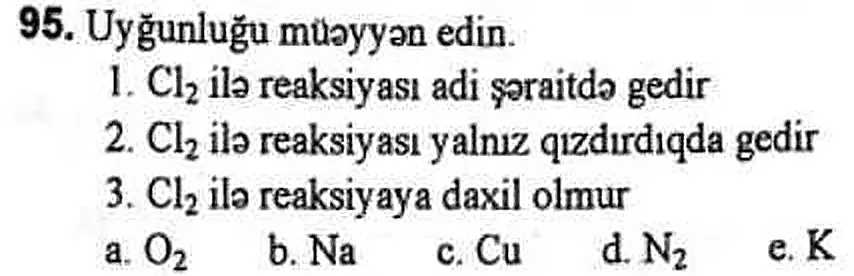 95. Uyğunluğu müəyyən edin.
1. Cl₂ ilə reaksiyası adi şəraitdə gedir
2. Cl₂ ilə reaksiyası yalnız qızdırdıqda gedir
3. Cl₂ ilə reaksiyaya daxil olmur
a. O₂ b. Na c. Cu d. N₂ e. K